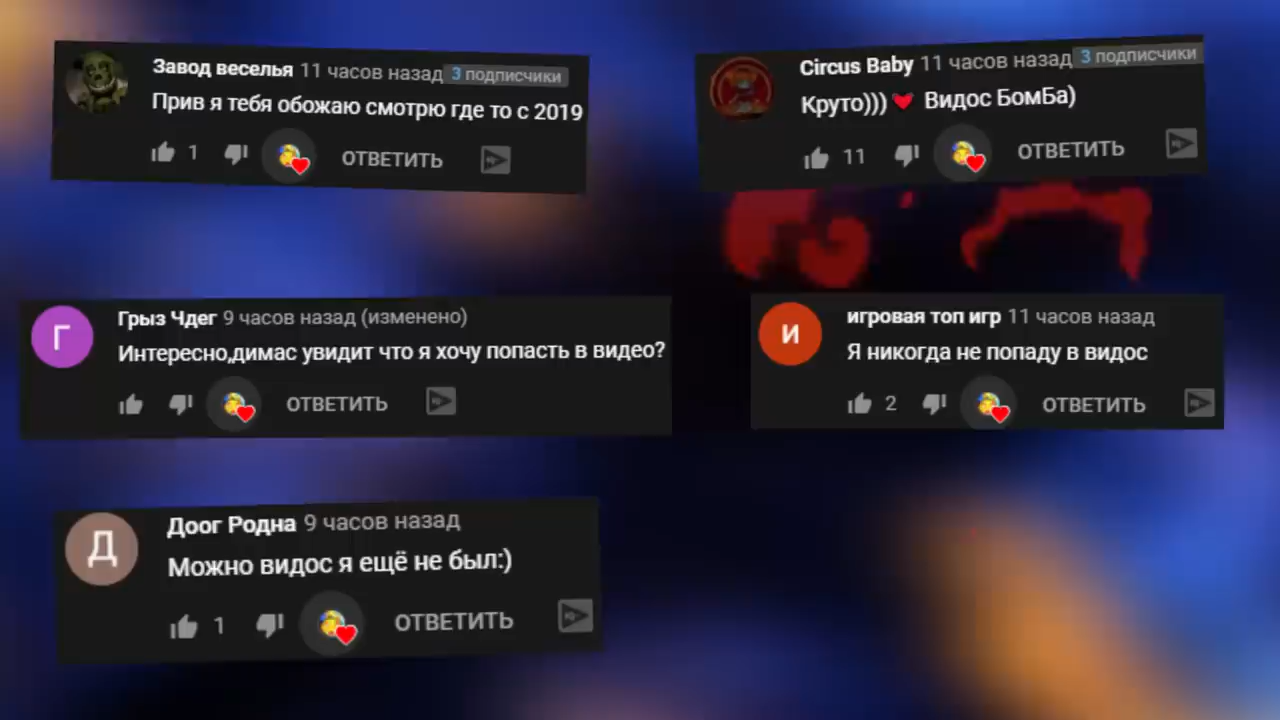 Завод веселья 11 часов назад 3 подписчики
Прив я тебя обожаю смотрю где то с 2019
1 ОТВЕТИТЬ
Circus Baby 11 часов назад 3 подписчики
Круто))) Видос БомБа)
11 ОТВЕТИТЬ
Г
Грыз Чдег 9 часов назад (изменено)
Интересно,димас увидит что я хочу попасть в видео?
ОТВЕТИТЬ
И
игровая топ игр 11 часов назад
Я никогда не попаду в видос
2 ОТВЕТИТЬ
Д
Доог Родна 9 часов назад
Можно видос я ещё не был:)
1 ОТВЕТИТЬ